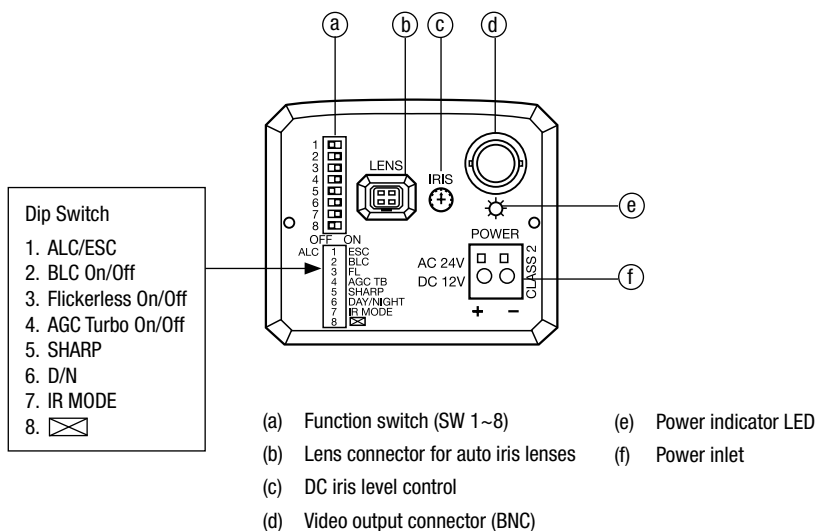 a
b
c
d
1
2
3
4
5
6
7
8
LENS
IRIS
e
POWER
OFF ON
ALC 1 ESC
2 BLC
3 FL
4 AGC TB
5 SHARP
6 DAY/NIGHT
7 IR MODE
8
AC 24V
DC 12V
CLASS 2
f
+ −
Dip Switch
1. ALC/ESC
2. BLC On/Off
3. Flickerless On/Off
4. AGC Turbo On/Off
5. SHARP
6. D/N
7. IR MODE
8.
(a) Function switch (SW 1~8)
(b) Lens connector for auto iris lenses
(c) DC iris level control
(d) Video output connector (BNC)
(e) Power indicator LED
(f) Power inlet